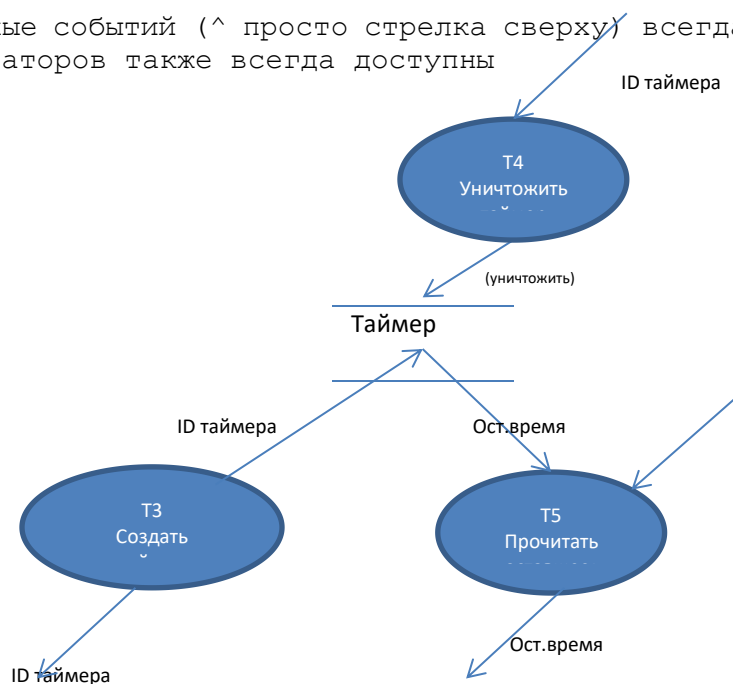 ые событий (^ просто стрелка сверху) всегда
аторов также всегда доступны
ID таймера
T4
Уничтожить
(уничтожить)
Таймер
ID таймера
Ост.время
T3
Создать
T5
Прочитать
Ост.время
ID таймера